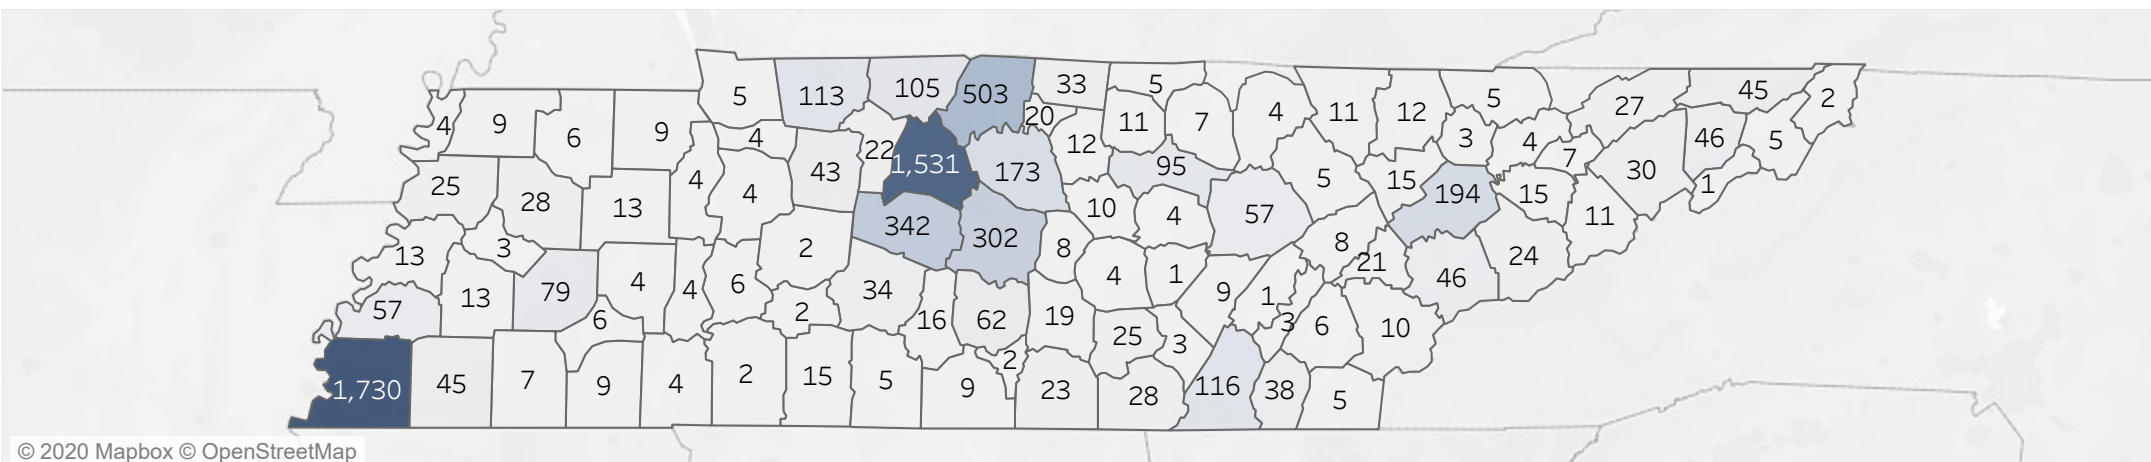 5 113 105 503 33 5 4 11 12 5 27 45 2
4 9 6 9 4 22 1,531 173 20 12 11 7 3 4 7 46 5
25 28 13 4 4 43 95 5 15 194 15 30 1
13 3 2 342 302 10 4 57 8 11
57 13 79 4 4 6 34 8 4 1 8 21 46 24
6 2 16 62 19 25 3 9 1 3 6 10
1,730 45 7 9 4 2 15 5 9 2 23 28 116 38 5
© 2020 Mapbox © OpenStreetMap